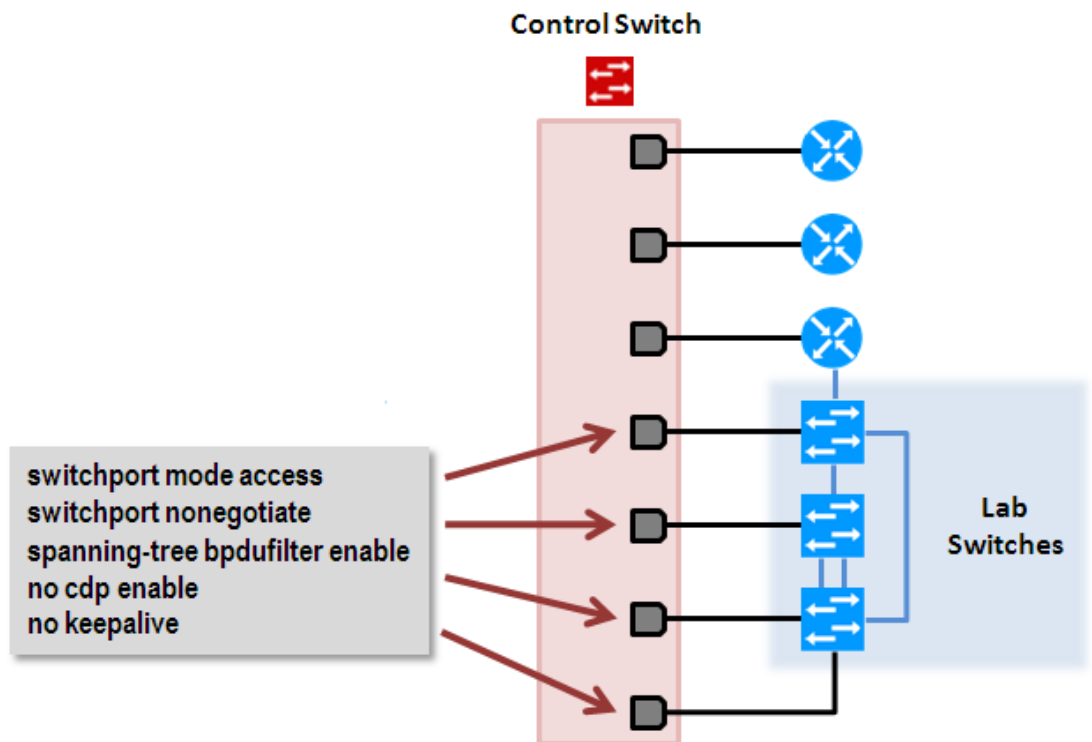 Control Switch
switchport mode access
switchport nonegotiate
spanning-tree bpdufilter enable
no cdp enable
no keepalive
Lab
Switches